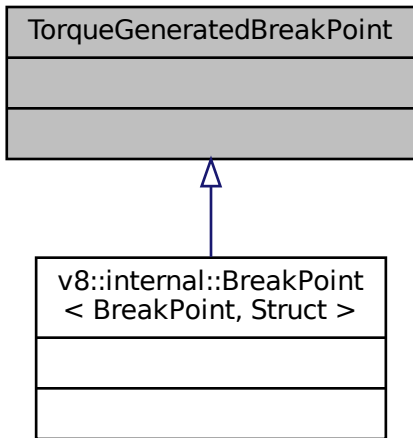 TorqueGeneratedBreakPoint
v8::internal::BreakPoint
< BreakPoint, Struct >